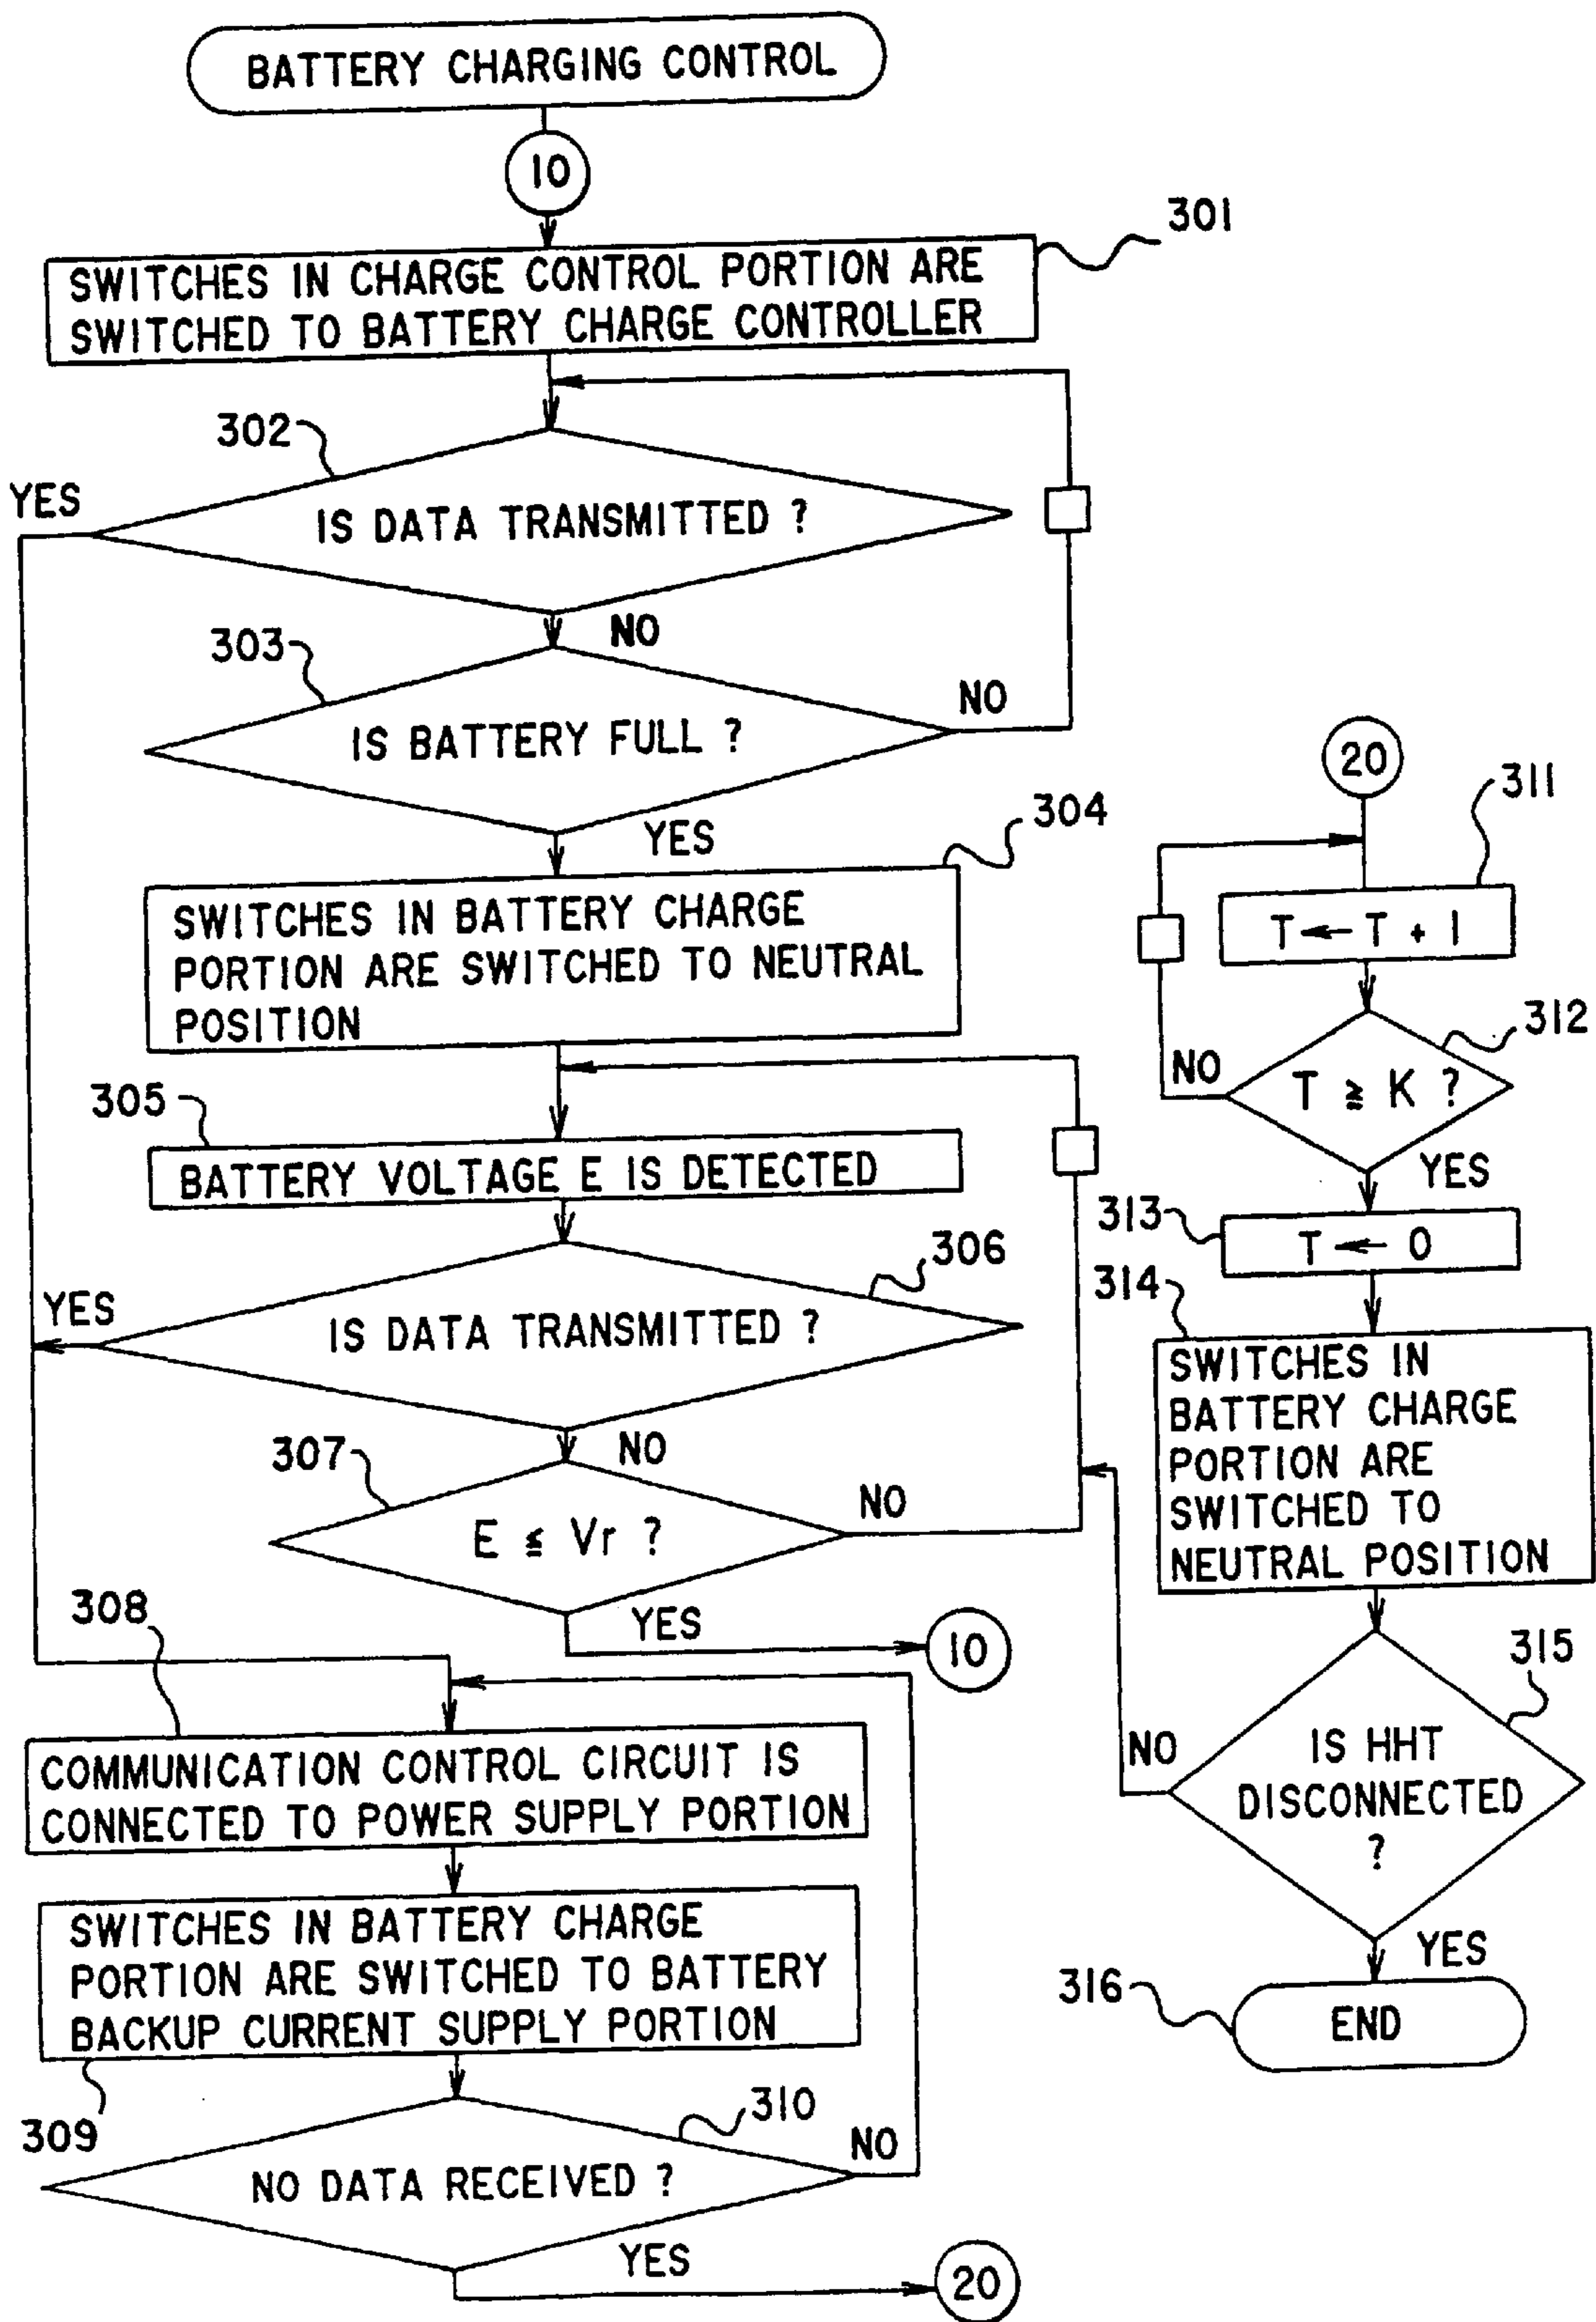 BATTERY CHARGING CONTROL
10
301
SWITCHES IN CHARGE CONTROL PORTION ARE
SWITCHED TO BATTERY CHARGE CONTROLLER
302
YES
IS DATA TRANSMITTED ?
NO
303
NO
IS BATTERY FULL ?
YES
304
SWITCHES IN BATTERY CHARGE
PORTION ARE SWITCHED TO NEUTRAL
POSITION
305
BATTERY VOLTAGE E IS DETECTED
306
YES
IS DATA TRANSMITTED ?
NO
307
NO
E ≦ Vr ?
YES
10
308
COMMUNICATION CONTROL CIRCUIT IS
CONNECTED TO POWER SUPPLY PORTION
SWITCHES IN BATTERY CHARGE
PORTION ARE SWITCHED TO BATTERY
BACKUP CURRENT SUPPLY PORTION
309
310
NO
NO DATA RECEIVED ?
YES
20
20
311
T ← T + 1
312
NO
T ≧ K ?
YES
313
T ← 0
314
SWITCHES IN
BATTERY CHARGE
PORTION ARE
SWITCHED TO
NEUTRAL POSITION
315
NO
IS HHT
DISCONNECTED
?
YES
316
END